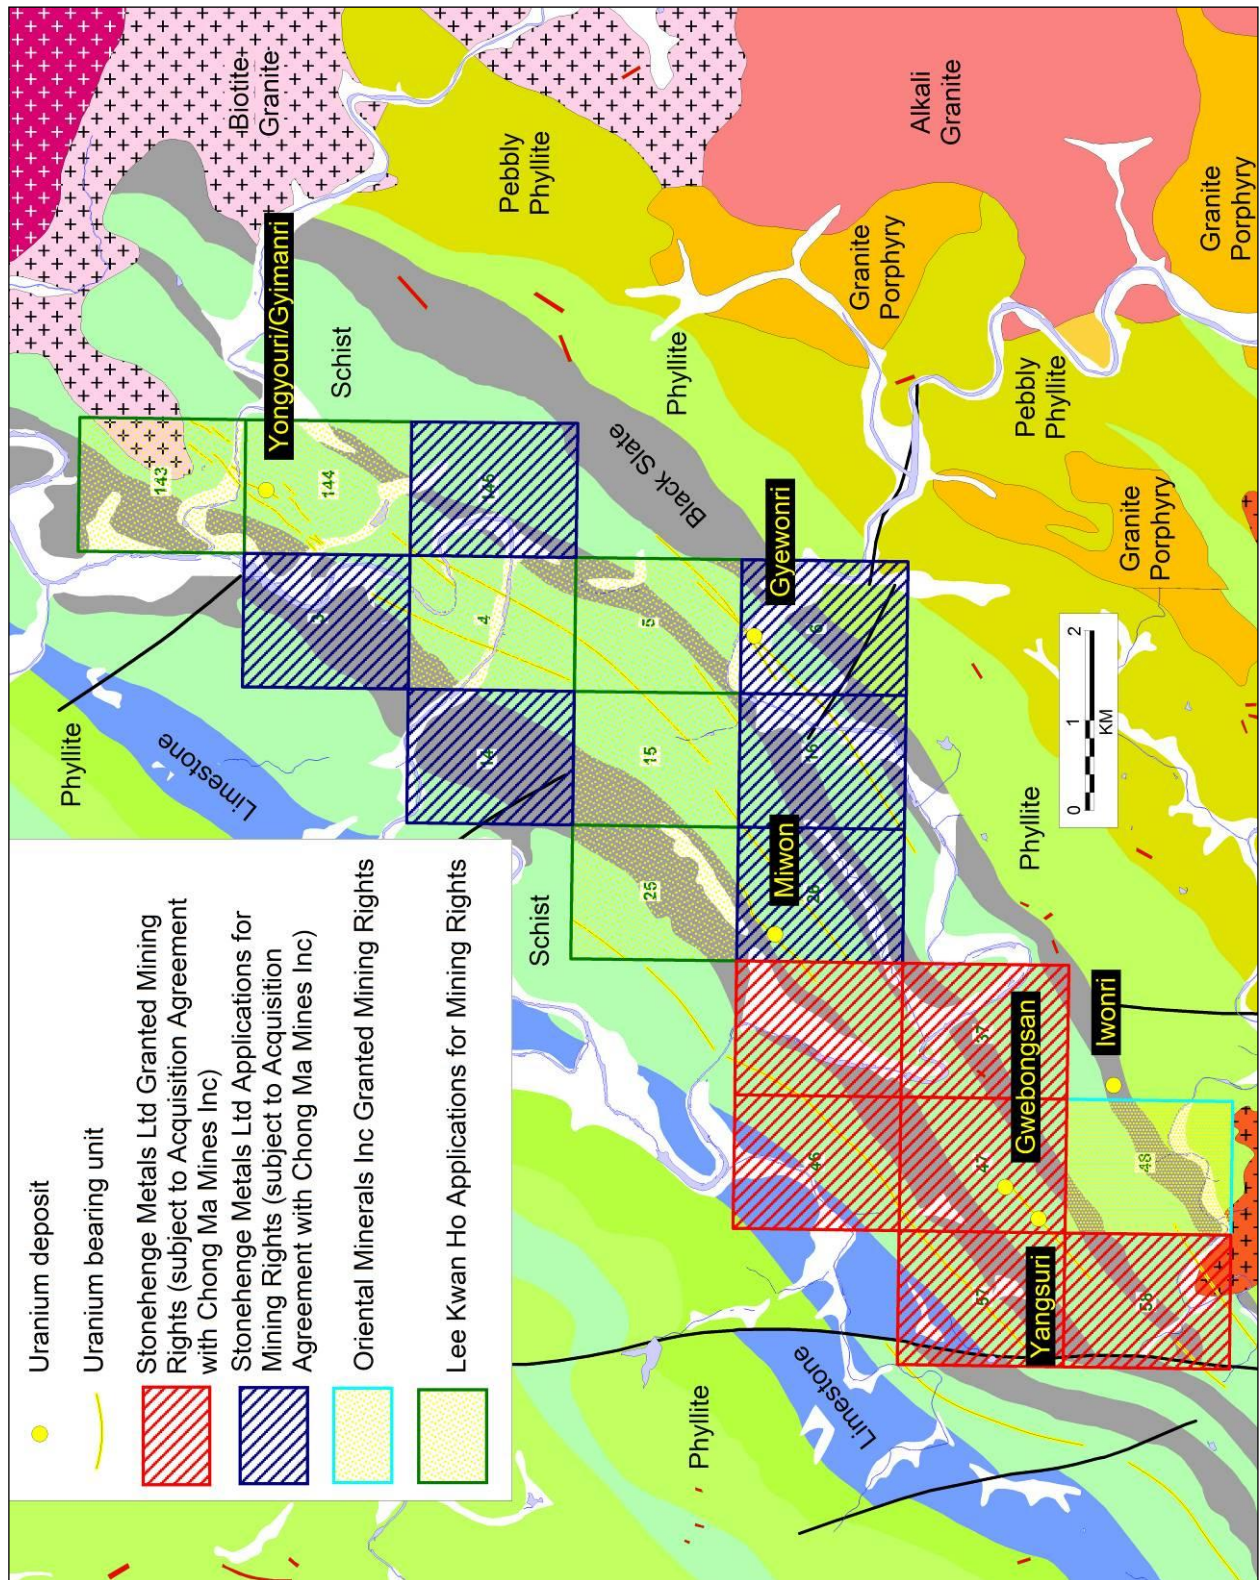 Uranium deposit
Uranium bearing unit
Stonehenge Metals Ltd Granted Mining
Rights (subject to Acquisition Agreement
with Chong Ma Mines Inc)
Stonehenge Metals Ltd Applications for
Mining Rights (subject to Acquisition
Agreement with Chong Ma Mines Inc)
Oriental Minerals Inc Granted Mining Rights
Lee Kwan Ho Applications for Mining Rights
Phyllite
Limestone
Biotite
Granite
Yongyouri/Gyimanri
143
144
Schist
145
3
4
14
Pebbly
Phyllite
Schist
Black Slate
Phyllite
5
15
25
Phyllite
Limestone
Gyewonri
6
16
Miwon
26
46
Granite
Porphyry
Alkali
Granite
37
Gwebongsan
47
57
Yangsuri
Phyllite
Pebbly
Phyllite
0 1 2
KM
Iwonri
48
58
Granite
Porphyry
Granite
Porphyry